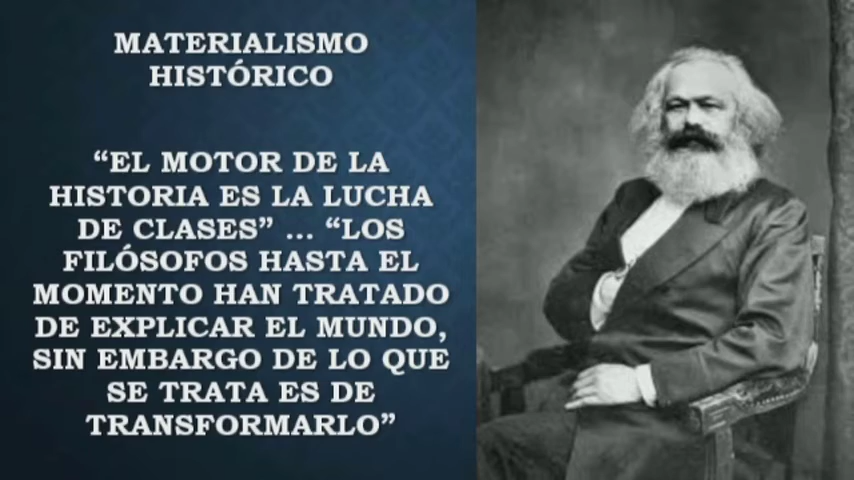 MATERIALISMO
HISTÓRICO
“EL MOTOR DE LA
HISTORIA ES LA LUCHA
DE CLASES” ... “LOS
FILÓSOFOS HASTA EL
MOMENTO HAN TRATADO
DE EXPLICAR EL MUNDO,
SIN EMBARGO DE LO QUE
SE TRATA ES DE
TRANSFORMARLO”